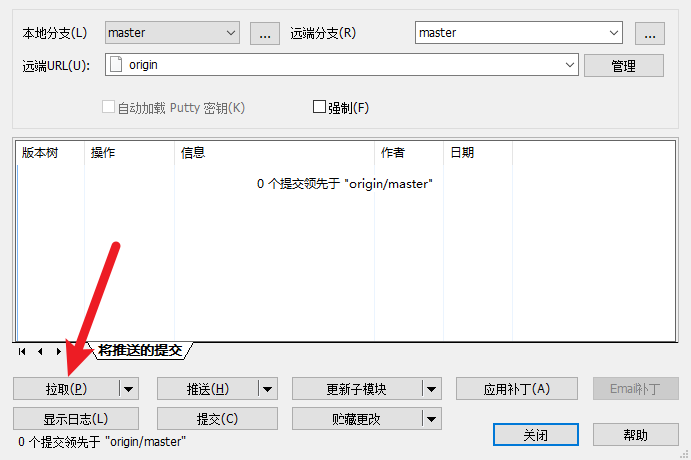 本地分支(L) master ... 远端分支(R) master ...
远端URL(U): origin 管理
自动加载 Putty 密钥(K) 强制(F)
版本树 操作 信息 作者 日期
0 个提交领先于 "origin/master"
将推送的提交
拉取(P) 推送(H) 更新子模块 应用补丁(A) Email补丁
显示日志(L) 提交(C) 贮藏更改
0 个提交领先于 "origin/master" 关闭 帮助